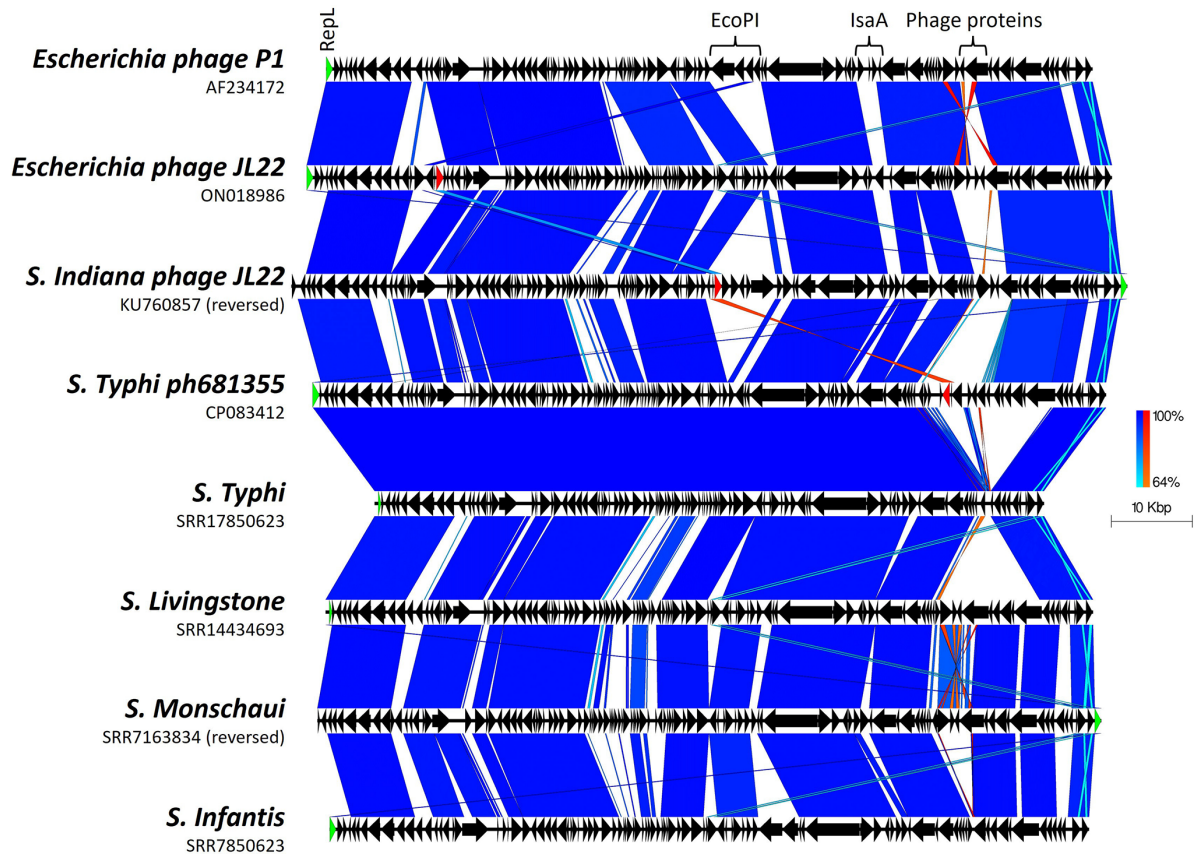 RepL
EcoPI IsaA Phage proteins
Escherichia phage P1
AF234172
Escherichia phage JL22
ON018986
S. Indiana phage JL22
KU760857 (reversed)
S. Typhi ph681355
CP083412
100%
64%
10 Kbp
S. Typhi
SRR17850623
S. Livingstone
SRR14434693
S. Monschaui
SRR7163834 (reversed)
S. Infantis
SRR7850623